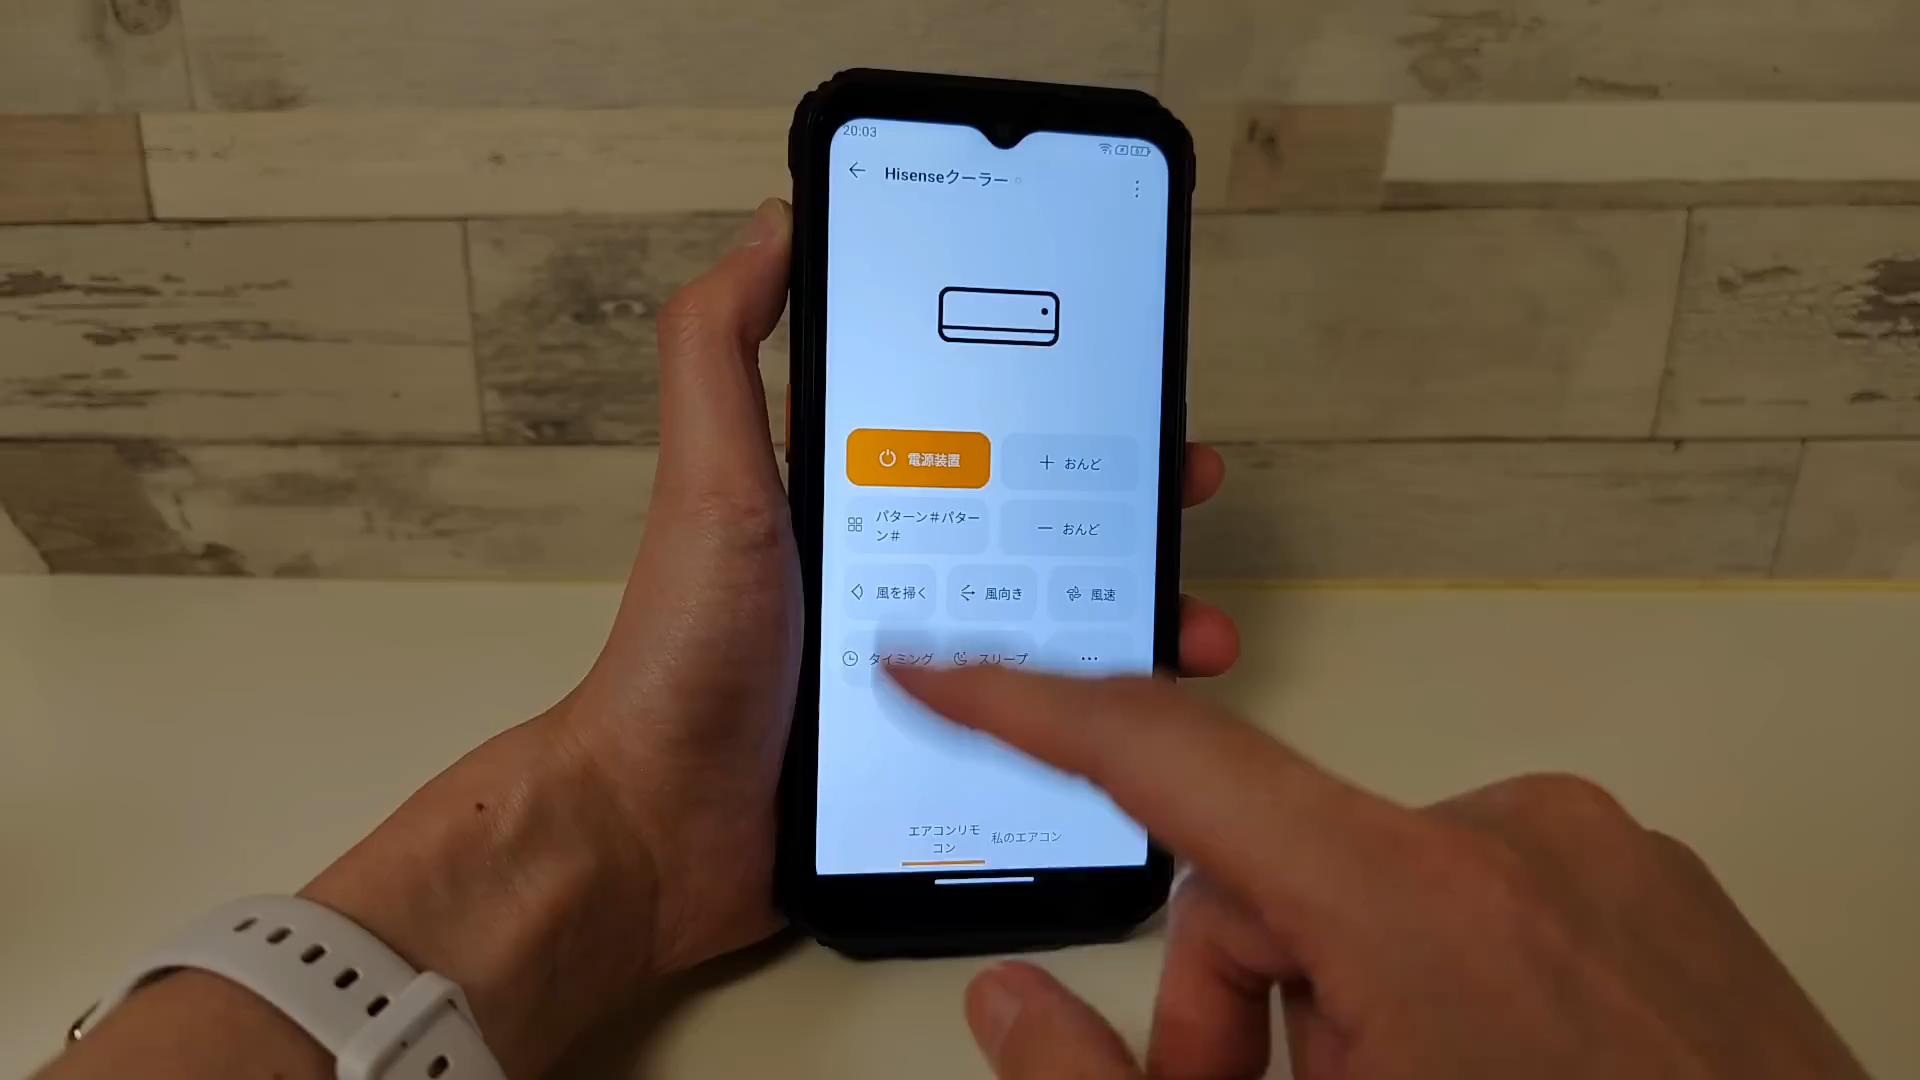 20:03
67
Hisenseクーラー
電源装置
+ おんど
パターン#パター
ン#
− おんど
風を掃く
風向き
風速
タイミング
スリープ
...
エアコンリモ
コン
私のエアコン